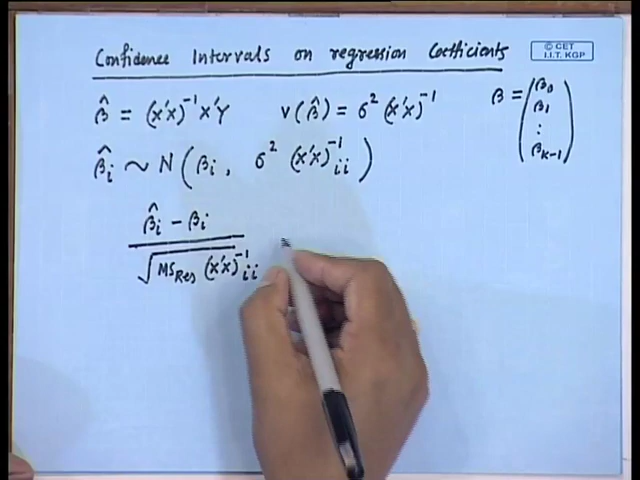 Confidence Intervals on regression Coefficients
© CET
I.I.T. KGP
β̂ = (X'X)⁻¹X'Y V(β̂) = σ² (X'X)⁻¹ β = (β₀ β₁ : βₖ₋₁)
β̂ᵢ ~ N(βᵢ, σ² (X'X)⁻¹ᵢᵢ)
β̂ᵢ - βᵢ
√MS_Res (X'X)⁻¹ᵢᵢ